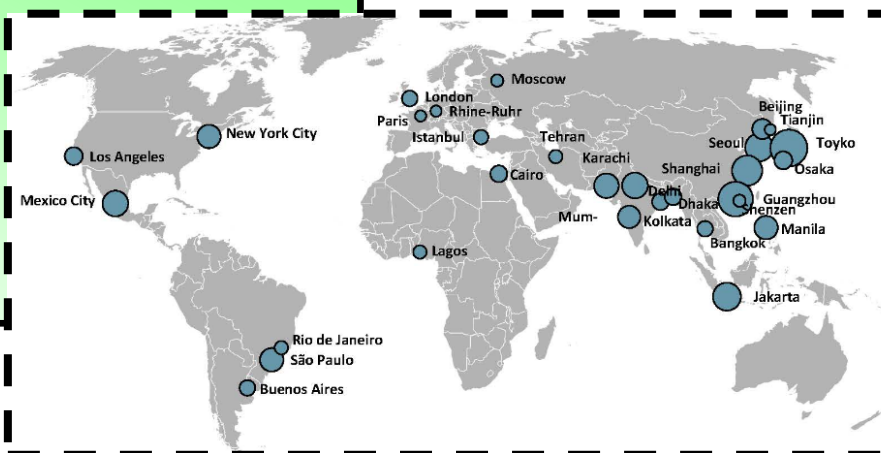 Moscow
London
Rhine-Ruhr
Paris
Istanbul
New York City
Los Angeles
Mexico City
Tehran
Karachi
Cairo
Beijing
Tianjin
Seoul
Toyko
Osaka
Shanghai
Delhi
Dhaka
Guangzhou
Shenzen
Mum-
Kolkata
Manila
Bangkok
Lagos
Jakarta
Rio de Janeiro
São Paulo
Buenos Aires